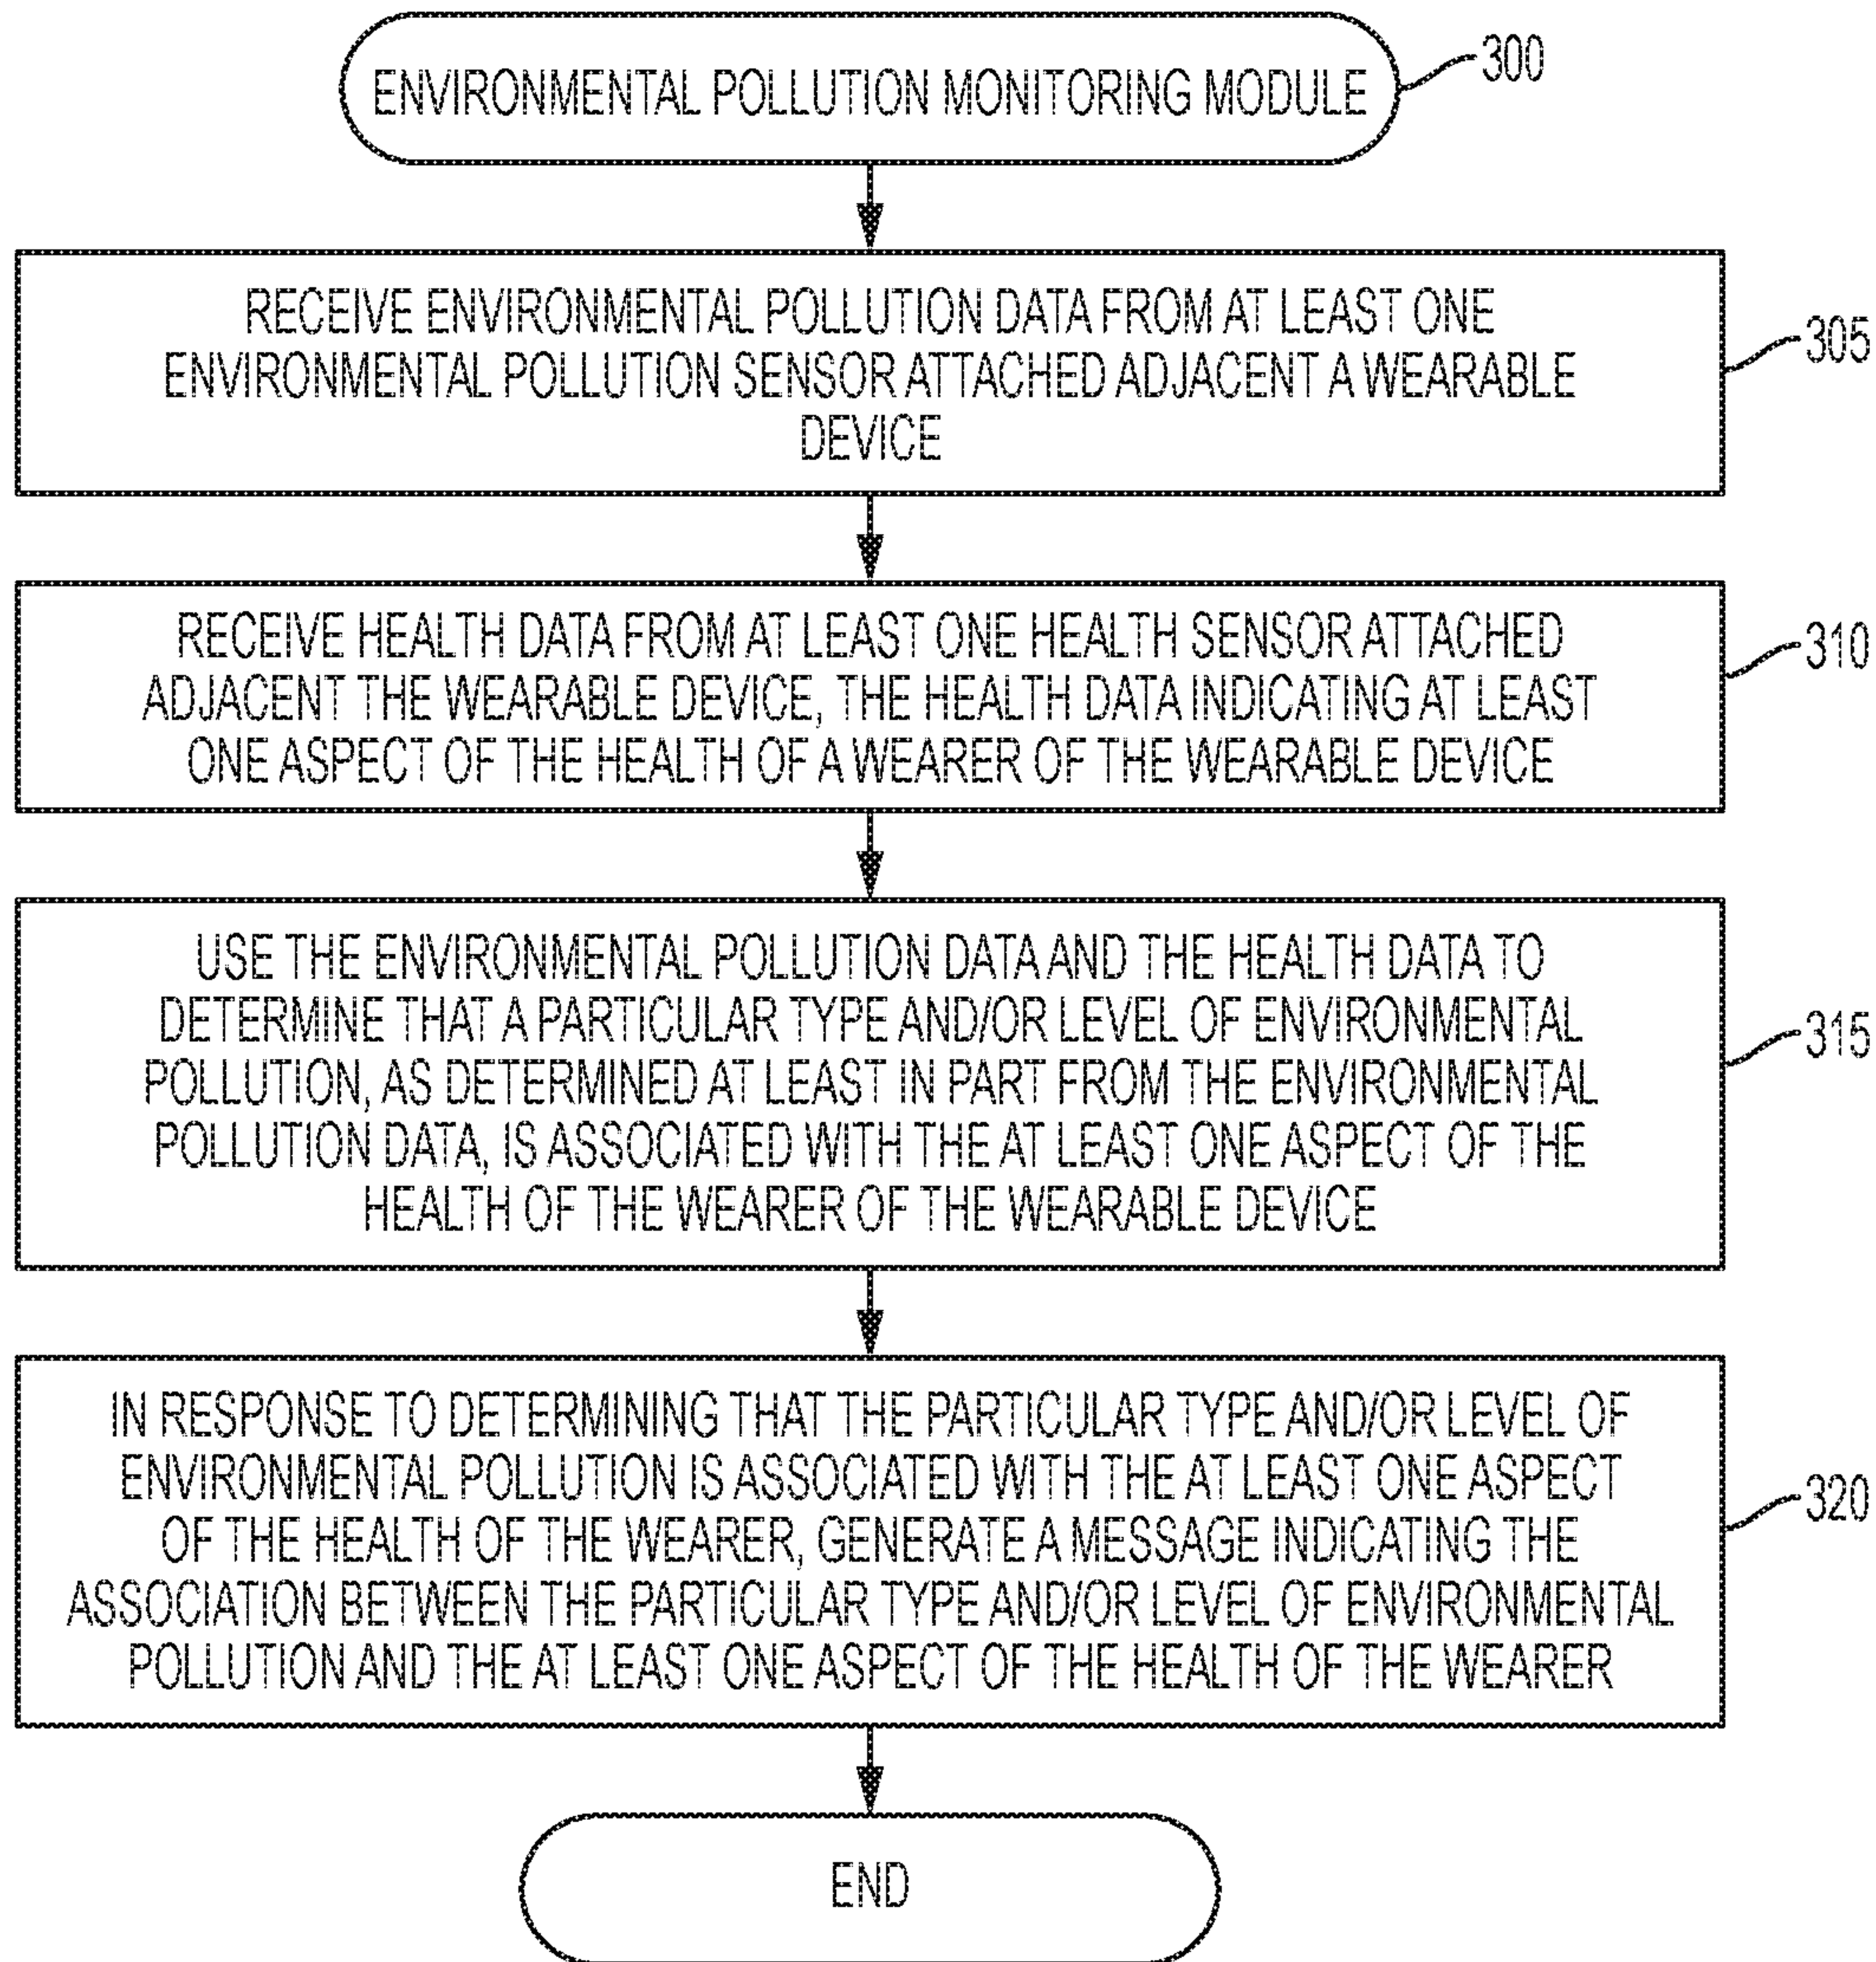 ENVIRONMENTAL POLLUTION MONITORING MODULE
300
RECEIVE ENVIRONMENTAL POLLUTION DATA FROM AT LEAST ONE
ENVIRONMENTAL POLLUTION SENSOR ATTACHED ADJACENT A WEARABLE
DEVICE
305
RECEIVE HEALTH DATA FROM AT LEAST ONE HEALTH SENSOR ATTACHED
ADJACENT THE WEARABLE DEVICE, THE HEALTH DATA INDICATING AT LEAST
ONE ASPECT OF THE HEALTH OF A WEARER OF THE WEARABLE DEVICE
310
USE THE ENVIRONMENTAL POLLUTION DATA AND THE HEALTH DATA TO
DETERMINE THAT A PARTICULAR TYPE AND/OR LEVEL OF ENVIRONMENTAL
POLLUTION, AS DETERMINED AT LEAST IN PART FROM THE ENVIRONMENTAL
POLLUTION DATA, IS ASSOCIATED WITH THE AT LEAST ONE ASPECT OF THE
HEALTH OF THE WEARER OF THE WEARABLE DEVICE
315
IN RESPONSE TO DETERMINING THAT THE PARTICULAR TYPE AND/OR LEVEL OF
ENVIRONMENTAL POLLUTION IS ASSOCIATED WITH THE AT LEAST ONE ASPECT
OF THE HEALTH OF THE WEARER, GENERATE A MESSAGE INDICATING THE
ASSOCIATION BETWEEN THE PARTICULAR TYPE AND/OR LEVEL OF ENVIRONMENTAL
POLLUTION AND THE AT LEAST ONE ASPECT OF THE HEALTH OF THE WEARER
320
END